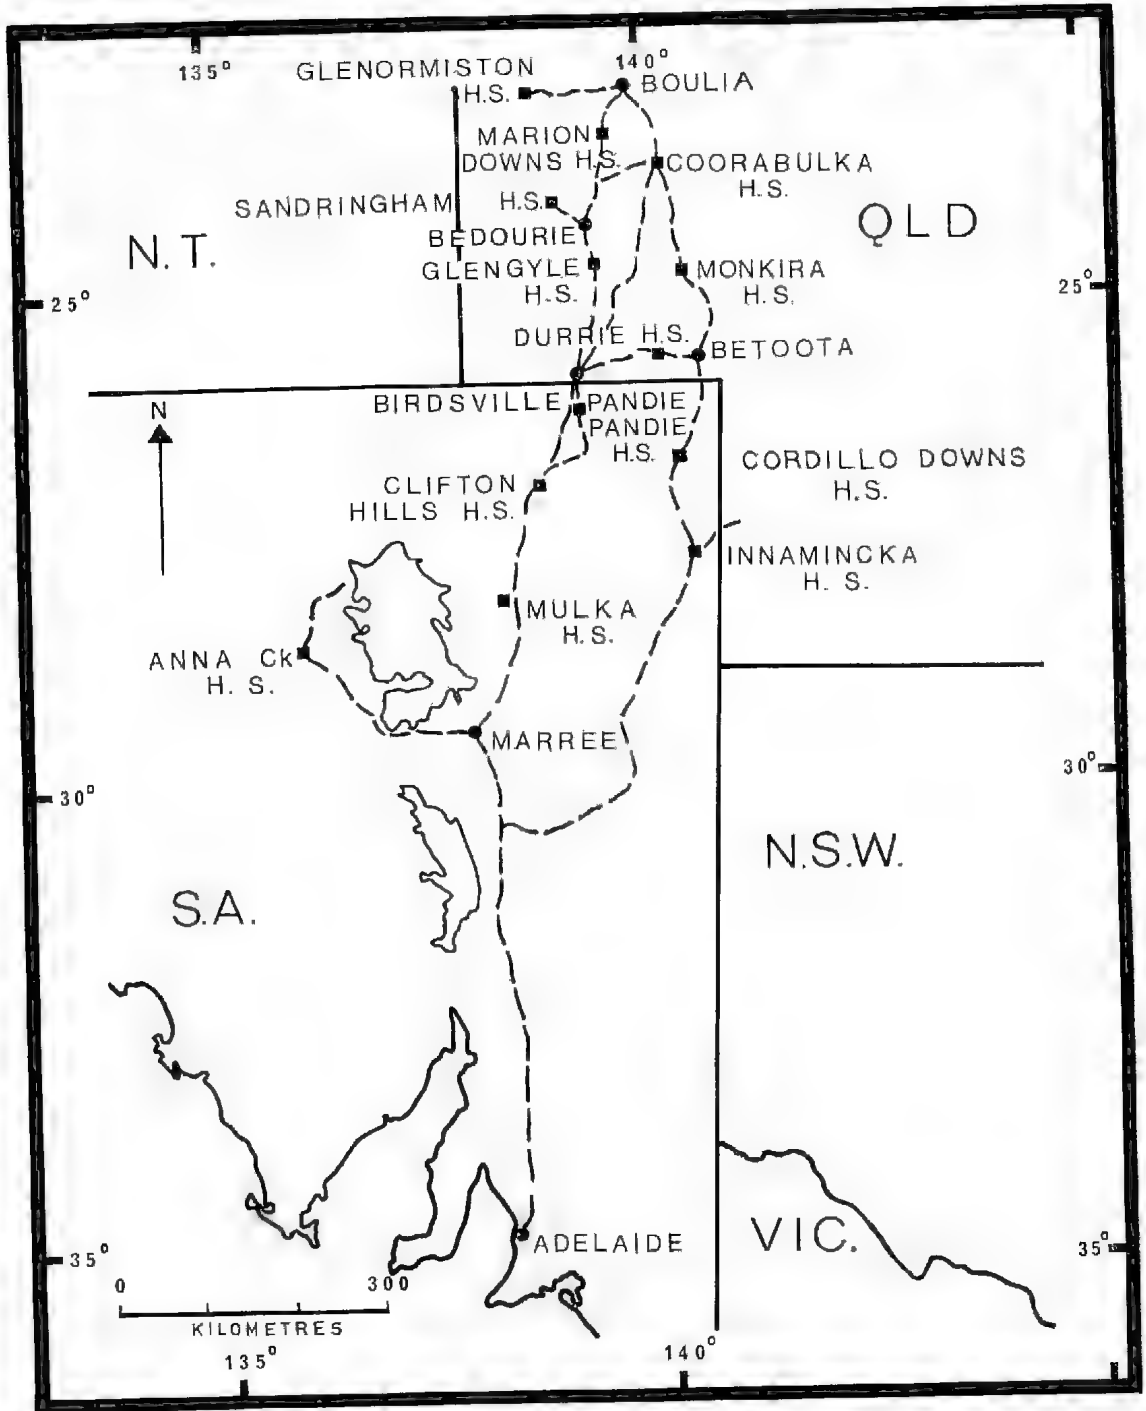 135°
140°
GLENORMISTON
H.S.
BOULIA
MARION
DOWNS H.S.
COORABULKA
H.S.
SANDRINGHAM H.S.
N.T.
QLD
BEDOURIE
GLENGYLE
H.S.
MONKIRA
H.S.
25°
25°
DURRIE H.S.
BETOOTA
N
BIRDSVILLE
PANDIE
PANDIE
H.S.
CORDILLO DOWNS
H.S.
CLIFTON
HILLS H.S.
INNAMINCKA
H.S.
MULKA
H.S.
ANNA Ck
H.S.
MARREE
30°
30°
N.S.W.
S.A.
VIC.
ADELAIDE
35°
35°
0 300
KILOMETRES
135°
140°